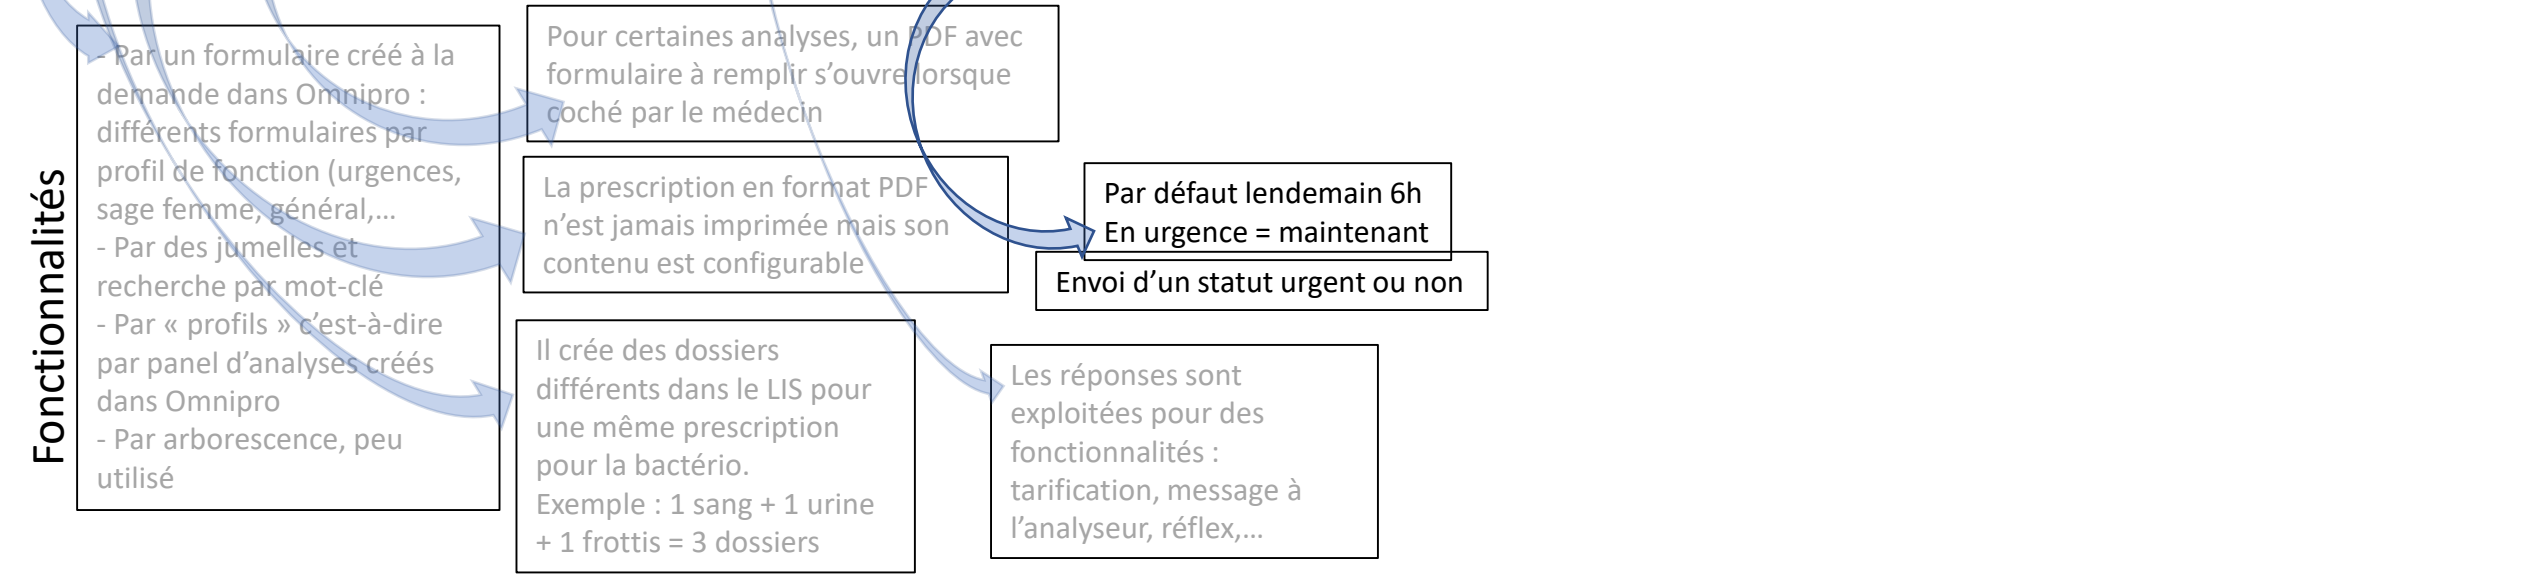 Fonctionnalités
- Par un formulaire créé à la
demande dans Omnipro :
différents formulaires par
profil de fonction (urgences,
sage femme, général,…
- Par des jumelles et
recherche par mot-clé
- Par « profils » c’est-à-dire
par panel d’analyses créés
dans Omnipro
- Par arborescence, peu
utilisé
Pour certaines analyses, un PDF avec
formulaire à remplir s’ouvre lorsque
coché par le médecin
La prescription en format PDF
n’est jamais imprimée mais son
contenu est configurable
Il crée des dossiers
différents dans le LIS pour
une même prescription
pour la bactério.
Exemple : 1 sang + 1 urine
+ 1 frottis = 3 dossiers
Par défaut lendemain 6h
En urgence = maintenant
Envoi d’un statut urgent ou non
Les réponses sont
exploitées pour des
fonctionnalités :
tarification, message à
l’analyseur, réflex,…